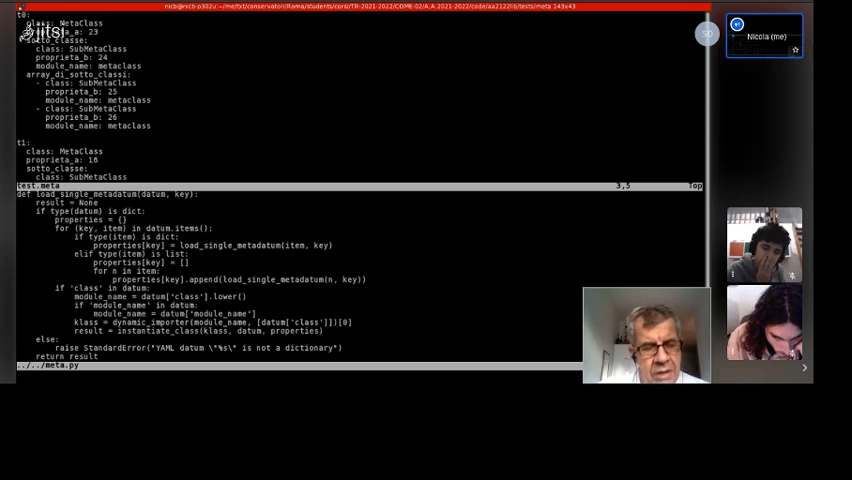 nicb@nicb-p302u: ~/me/txt/conservatori/Roma/students/corsi/TR-2021-2022/COME-02/A.A.2021-2022/code/aa2122lib/tests/meta 143x43
t0:
class: MetaClass
proprieta_a: 23
sotto_classe:
class: SubMetaClass
proprieta_b: 24
module_name: metaclass
array_di_sotto_classi:
- class: SubMetaClass
proprieta_b: 25
module_name: metaclass
- class: SubMetaClass
proprieta_b: 26
module_name: metaclass
t1:
class: MetaClass
proprieta_a: 16
sotto_classe:
class: SubMetaClass
test.meta 3,5 Top
def load_single_metadatum(datum, key):
result = None
if type(datum) is dict:
properties = {}
for (key, item) in datum.items():
if type(item) is dict:
properties[key] = load_single_metadatum(item, key)
elif type(item) is list:
properties[key] = []
for n in item:
properties[key].append(load_single_metadatum(n, key))
if 'class' in datum:
module_name = datum['class'].lower()
if 'module_name' in datum:
module_name = datum['module_name']
klass = dynamic_importer(module_name, [datum['class']])[0]
result = instantiate_class(klass, datum, properties)
else:
raise StandardError("YAML datum \"%s\" is not a dictionary")
return result
../../meta.py
SD
Nicola (me)